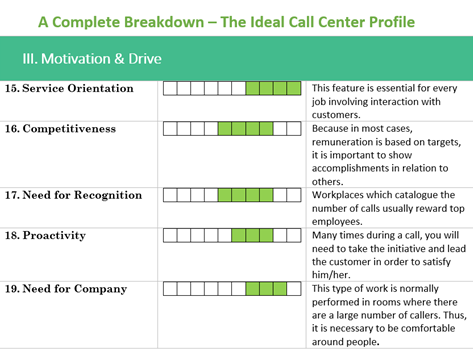 A Complete Breakdown – The Ideal Call Center Profile
III. Motivation & Drive
15. Service Orientation
This feature is essential for every
job involving interaction with
customers.
16. Competitiveness
Because in most cases,
remuneration is based on targets,
it is important to show
accomplishments in relation to
others.
17. Need for Recognition
Workplaces which catalogue the
number of calls usually reward top
employees.
18. Proactivity
Many times during a call, you will
need to take the initiative and lead
the customer in order to satisfy
him/her.
19. Need for Company
This type of work is normally
performed in rooms where there
are a large number of callers. Thus,
it is necessary to be comfortable
around people.